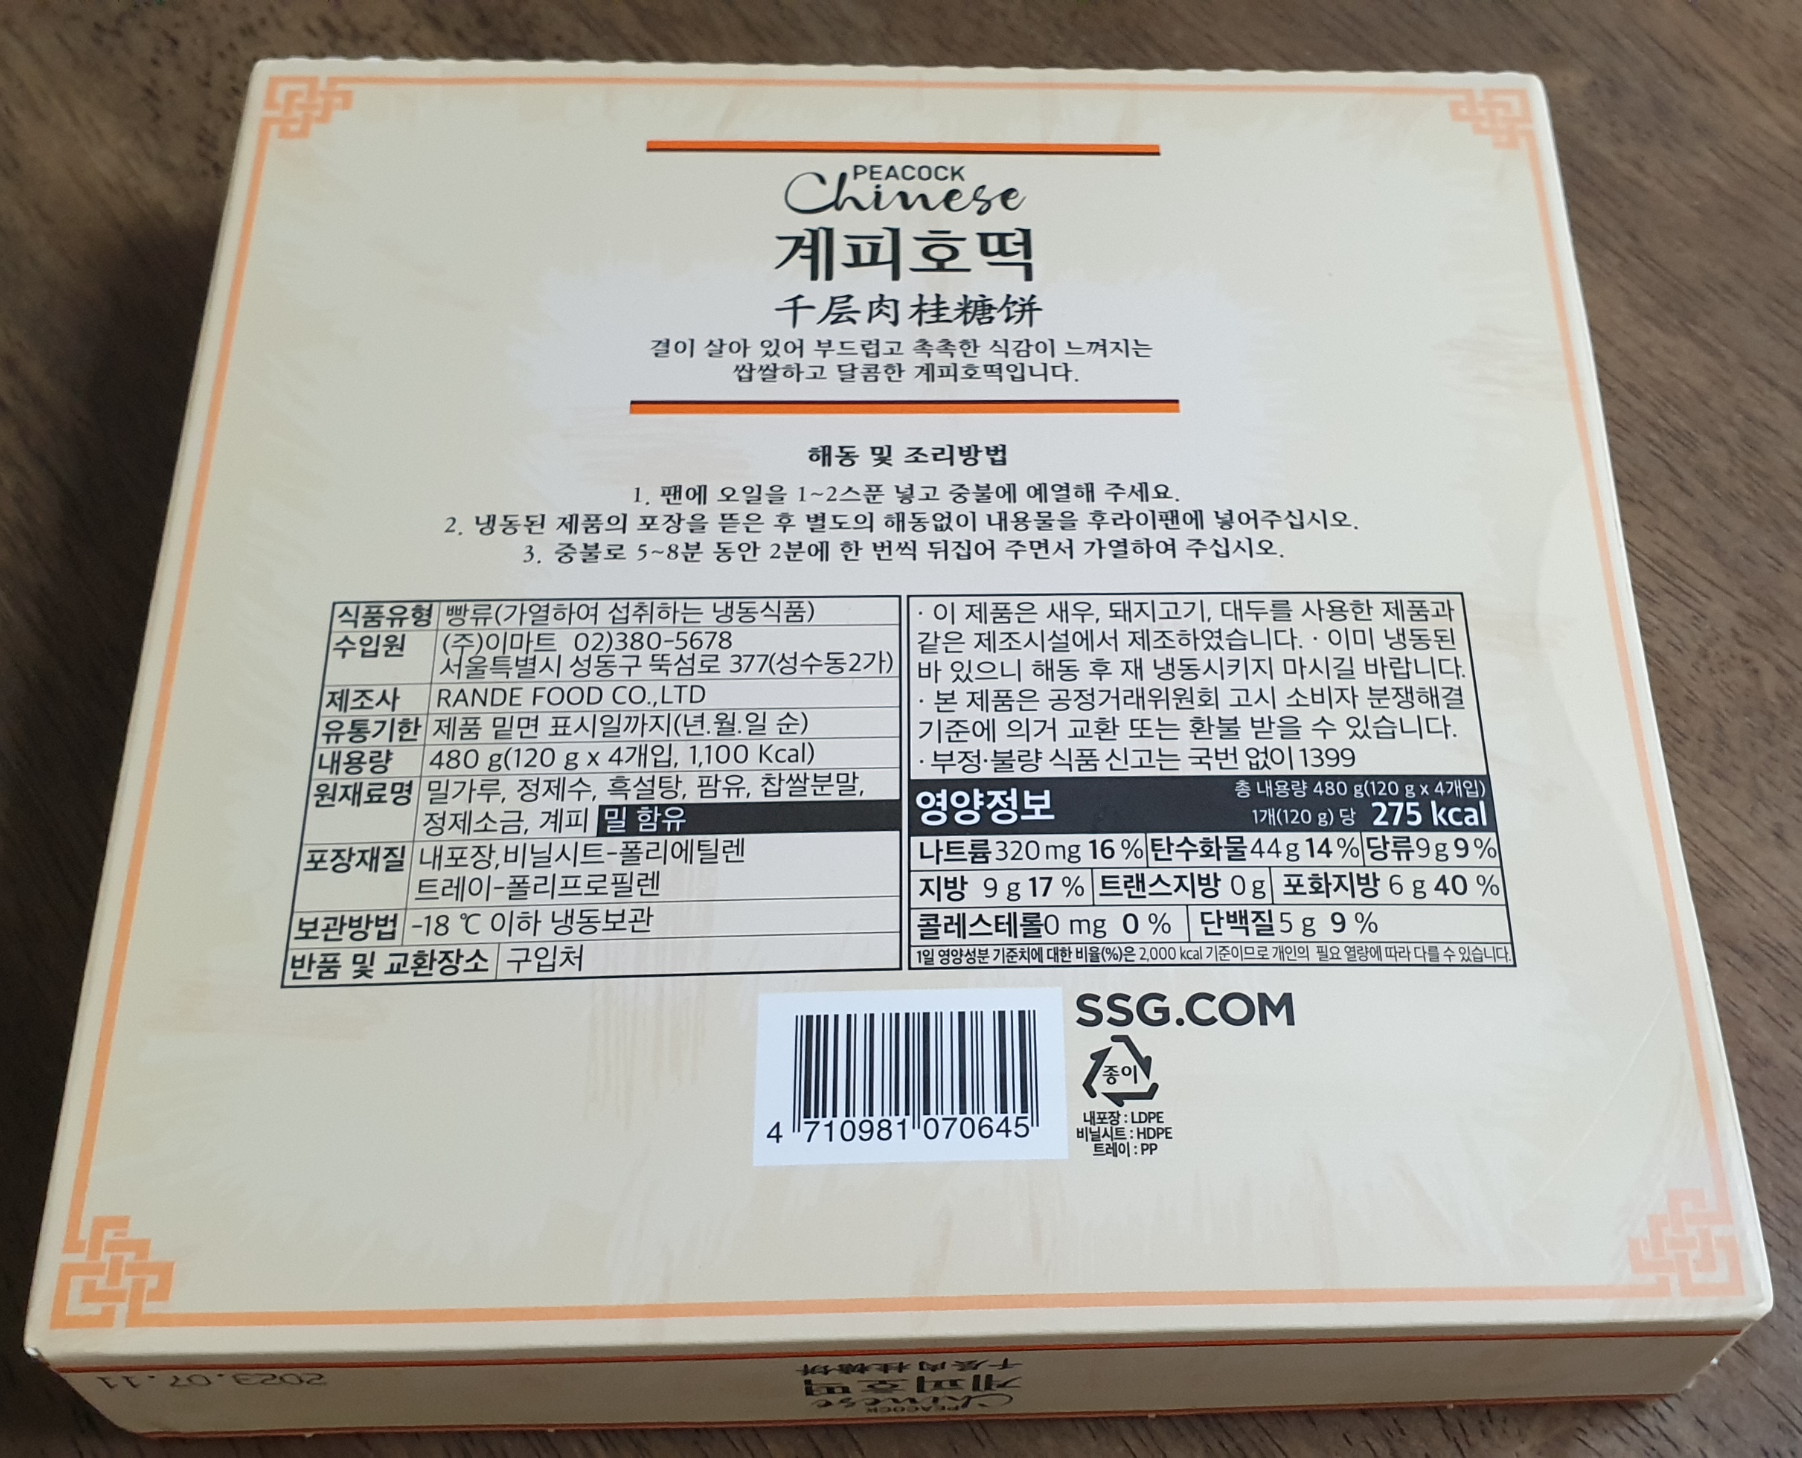 PEACOCK
Chinese
계피호떡
千层肉桂糖饼
결이 살아 있어 부드럽고 촉촉한 식감이 느껴지는
쌉쌀하고 달콤한 계피호떡입니다.
해동 및 조리방법
1. 팬에 오일을 1~2스푼 넣고 중불에 예열해 주세요.
2. 냉동된 제품의 포장을 뜯은 후 별도의 해동없이 내용물을 후라이팬에 넣어주십시오.
3. 중불로 5~8분 동안 2분에 한 번씩 뒤집어 주면서 가열하여 주십시오.
식품유형 빵류(가열하여 섭취하는 냉동식품)
수입원 (주)이마트 02)380-5678
서울특별시 성동구 뚝섬로 377(성수동2가)
제조사 RANDE FOOD CO.,LTD
유통기한 제품 밑면 표시일까지(년.월.일 순)
내용량 480 g(120 g x 4개입, 1,100 Kcal)
원재료명 밀가루, 정제수, 흑설탕, 팜유, 찹쌀분말,
정제소금, 계피 밀 함유
포장재질 내포장,비닐시트-폴리에틸렌
트레이-폴리프로필렌
보관방법 -18 ℃ 이하 냉동보관
반품 및 교환장소 구입처
· 이 제품은 새우, 돼지고기, 대두를 사용한 제품과
같은 제조시설에서 제조하였습니다. · 이미 냉동된
바 있으니 해동 후 재 냉동시키지 마시길 바랍니다.
· 본 제품은 공정거래위원회 고시 소비자 분쟁해결
기준에 의거 교환 또는 환불 받을 수 있습니다.
· 부정·불량 식품 신고는 국번 없이 1399
영양정보 총 내용량 480 g(120 g x 4개입)
1개(120 g) 당 275 kcal
나트륨 320 mg 16 % 탄수화물 44 g 14 % 당류 9 g 9 %
지방 9 g 17 % 트랜스지방 0 g 포화지방 6 g 40 %
콜레스테롤 0 mg 0 % 단백질 5 g 9 %
1일 영양성분 기준치에 대한 비율(%)은 2,000 kcal 기준이므로 개인의 필요 열량에 따라 다를 수 있습니다.
4 710981 070645
SSG.COM
종이
내포장 : LDPE
비닐시트 : HDPE
트레이 : PP
PEACOCK
Chinese
계피호떡
千层肉桂糖饼
2023.07.11